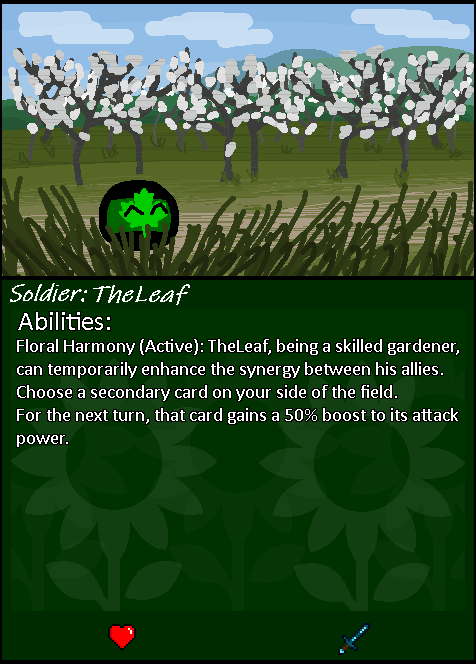 Soldier: TheLeaf
Abilities:
Floral Harmony (Active): TheLeaf, being a skilled gardener,
can temporarily enhance the synergy between his allies.
Choose a secondary card on your side of the field.
For the next turn, that card gains a 50% boost to its attack
power.